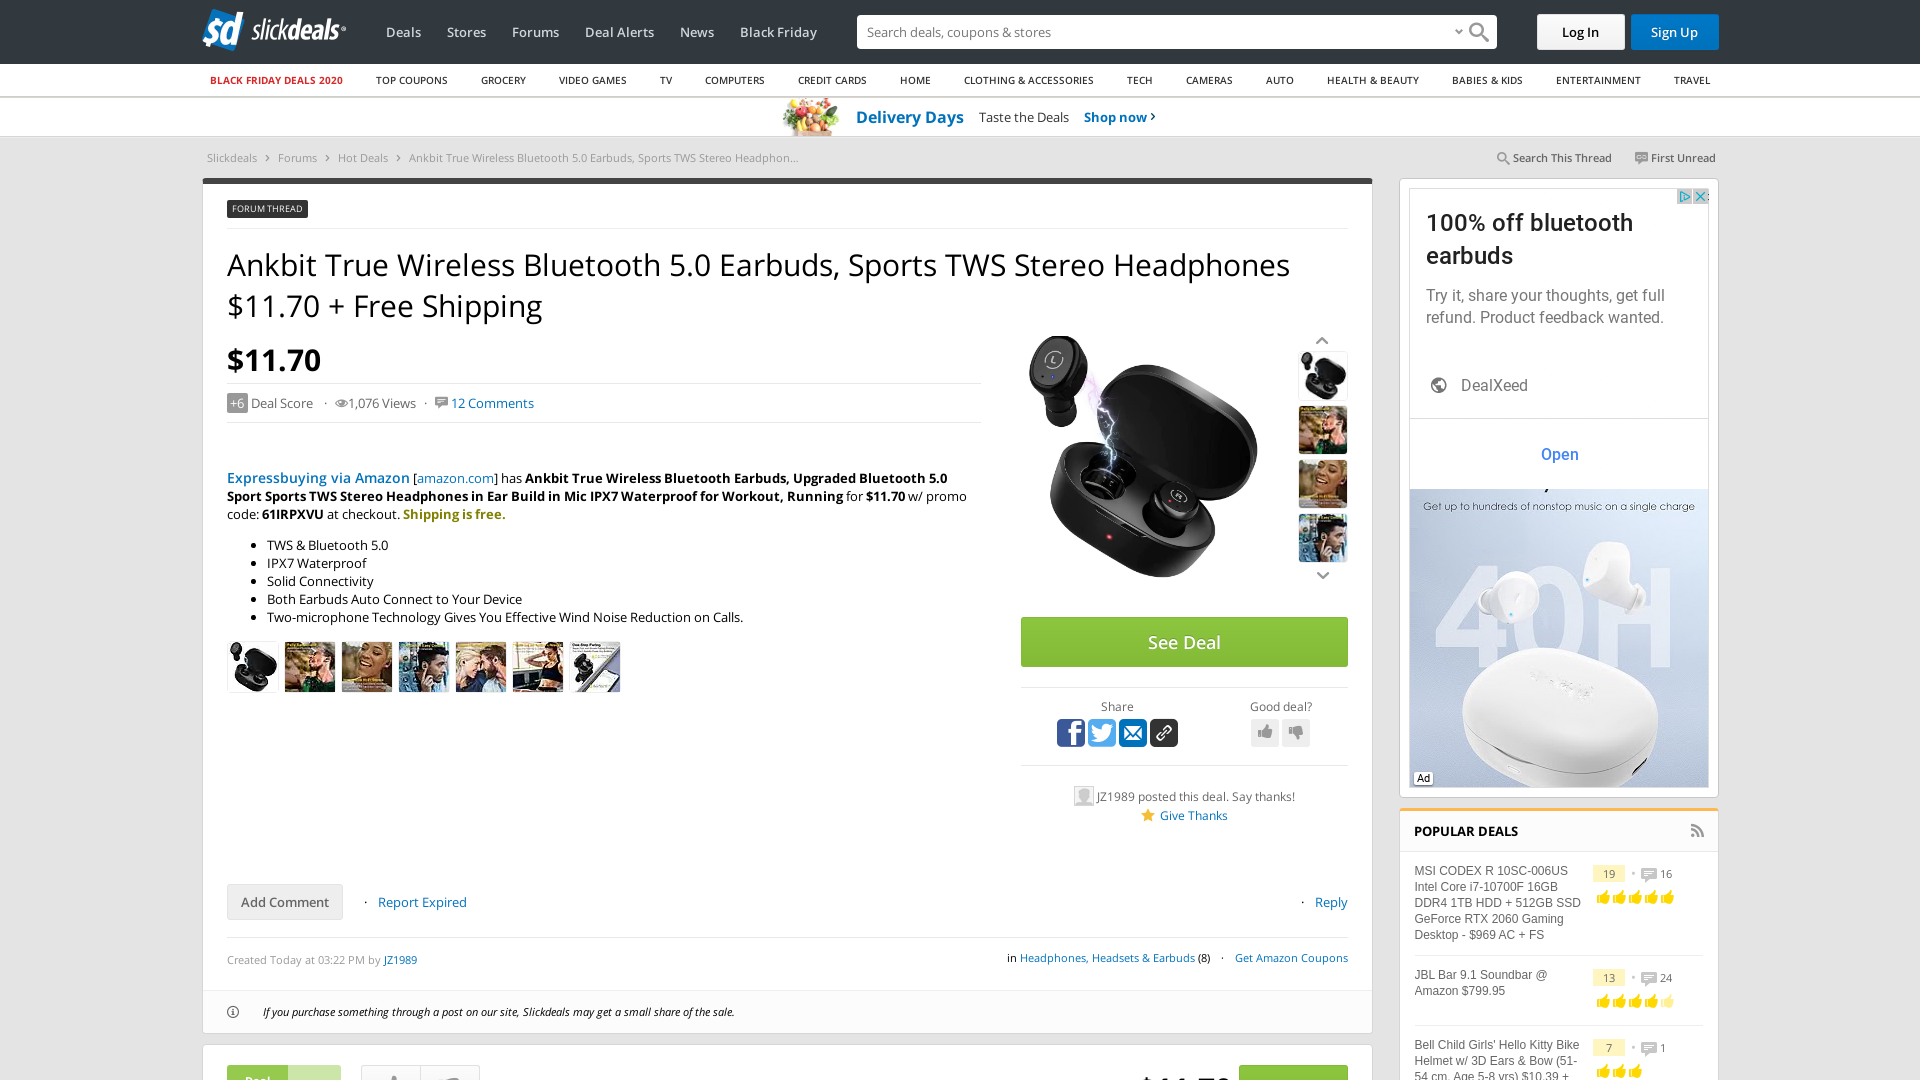 slickdeals
Deals Stores Forums Deal Alerts News Black Friday
Search deals, coupons & stores
Log In Sign Up
BLACK FRIDAY DEALS 2020 TOP COUPONS GROCERY VIDEO GAMES TV COMPUTERS CREDIT CARDS HOME CLOTHING & ACCESSORIES TECH CAMERAS AUTO HEALTH & BEAUTY BABIES & KIDS ENTERTAINMENT TRAVEL
Delivery Days Taste the Deals Shop now
Slickdeals Forums Hot Deals Ankbit True Wireless Bluetooth 5.0 Earbuds, Sports TWS Stereo Headphon...
Search This Thread First Unread
FORUM THREAD
Ankbit True Wireless Bluetooth 5.0 Earbuds, Sports TWS Stereo Headphones
$11.70 + Free Shipping
$11.70
+6 Deal Score · 1,076 Views · 12 Comments
Expressbuying via Amazon [amazon.com] has Ankbit True Wireless Bluetooth Earbuds, Upgraded Bluetooth 5.0
Sport Sports TWS Stereo Headphones in Ear Build in Mic IPX7 Waterproof for Workout, Running for $11.70 w/ promo
code: 61IRPXVU at checkout. Shipping is free.
• TWS & Bluetooth 5.0
• IPX7 Waterproof
• Solid Connectivity
• Both Earbuds Auto Connect to Your Device
• Two-microphone Technology Gives You Effective Wind Noise Reduction on Calls.
See Deal
Share
Good deal?
JZ1989 posted this deal. Say thanks!
Give Thanks
Add Comment · Report Expired
· Reply
Created Today at 03:22 PM by JZ1989
in Headphones, Headsets & Earbuds (8) · Get Amazon Coupons
If you purchase something through a post on our site, Slickdeals may get a small share of the sale.
Deal
$11.70
100% off bluetooth
earbuds
Try it, share your thoughts, get full
refund. Product feedback wanted.
DealXeed
Open
Get up to hundreds of nonstop music on a single charge
40H
Ad
POPULAR DEALS
MSI CODEX R 10SC-006US
Intel Core i7-10700F 16GB
DDR4 1TB HDD + 512GB SSD
GeForce RTX 2060 Gaming
Desktop - $969 AC + FS
19 • 16
JBL Bar 9.1 Soundbar @
Amazon $799.95
13 • 24
Bell Child Girls' Hello Kitty Bike
Helmet w/ 3D Ears & Bow (51-
54 cm, Age 5-8 yrs) $10.39 +
7 • 1